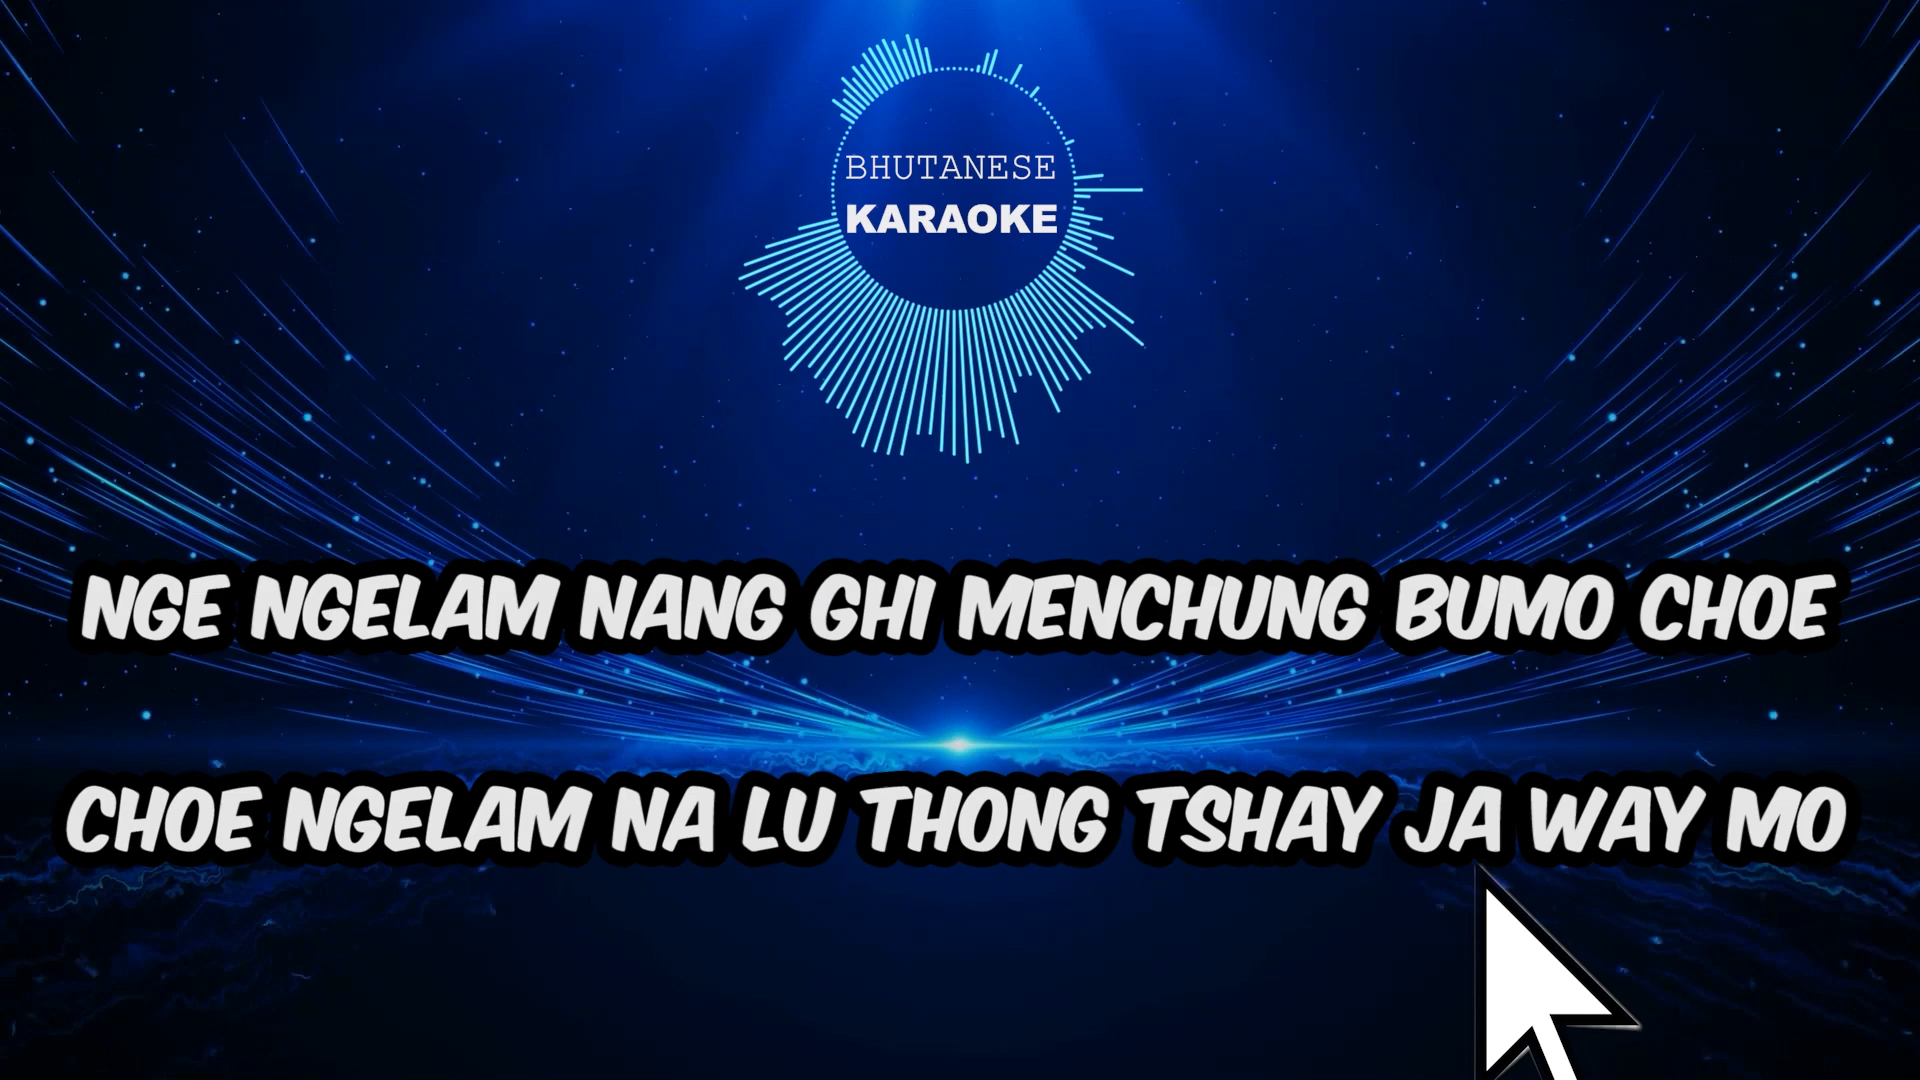 BHUTANESE
KARAOKE
NGE NGELAM NANG GHI MENCHUNG BUMO CHOE
CHOE NGELAM NA LU THONG TSHAY JA WAY MO